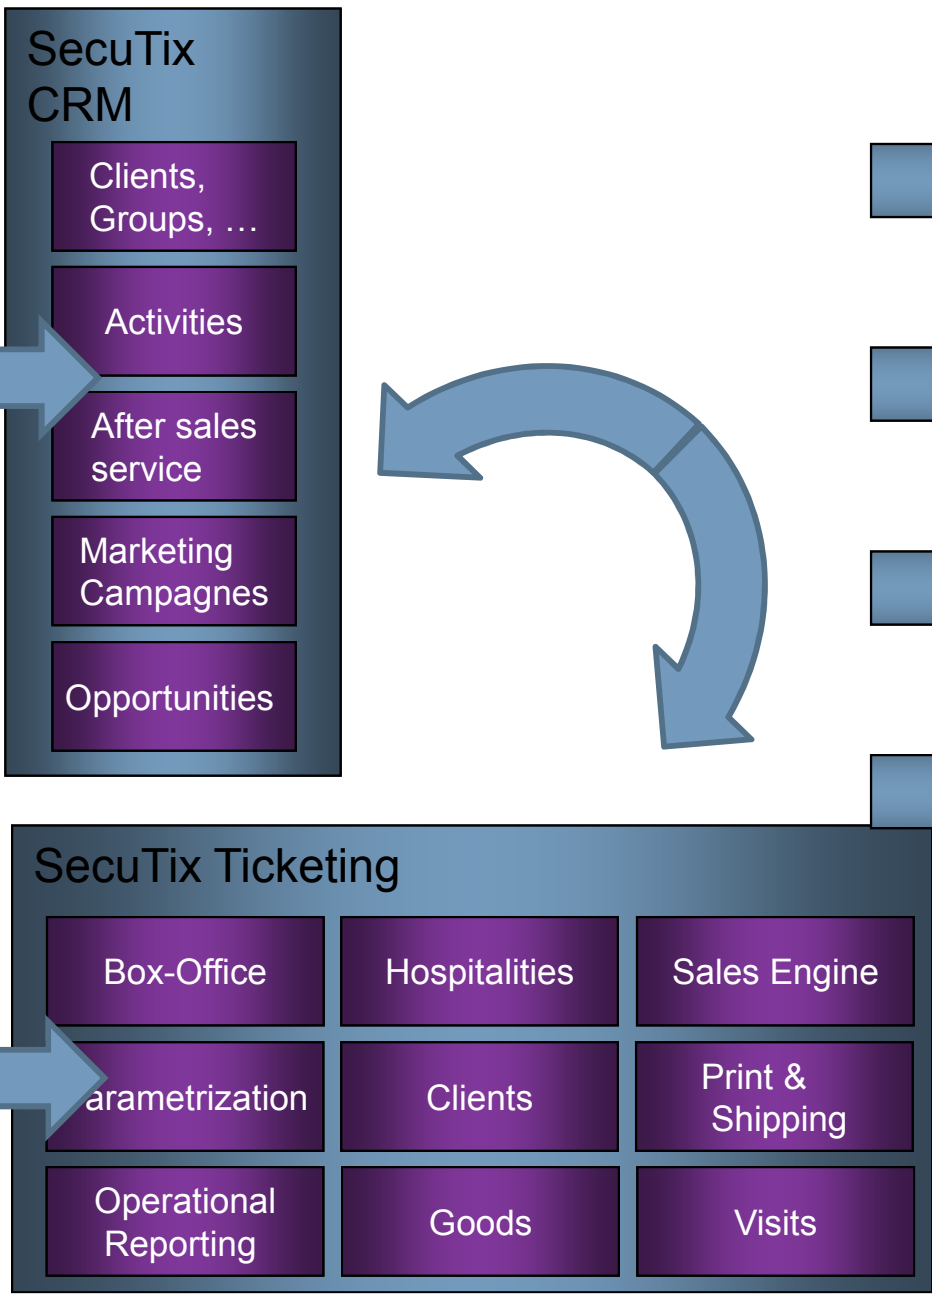 SecuTix
CRM
Clients,
Groups, …
Activities
After sales
service
Marketing
Campagnes
Opportunities
SecuTix Ticketing
Box-Office
Hospitalities
Sales Engine
arametrization
Clients
Print &
Shipping
Operational
Reporting
Goods
Visits